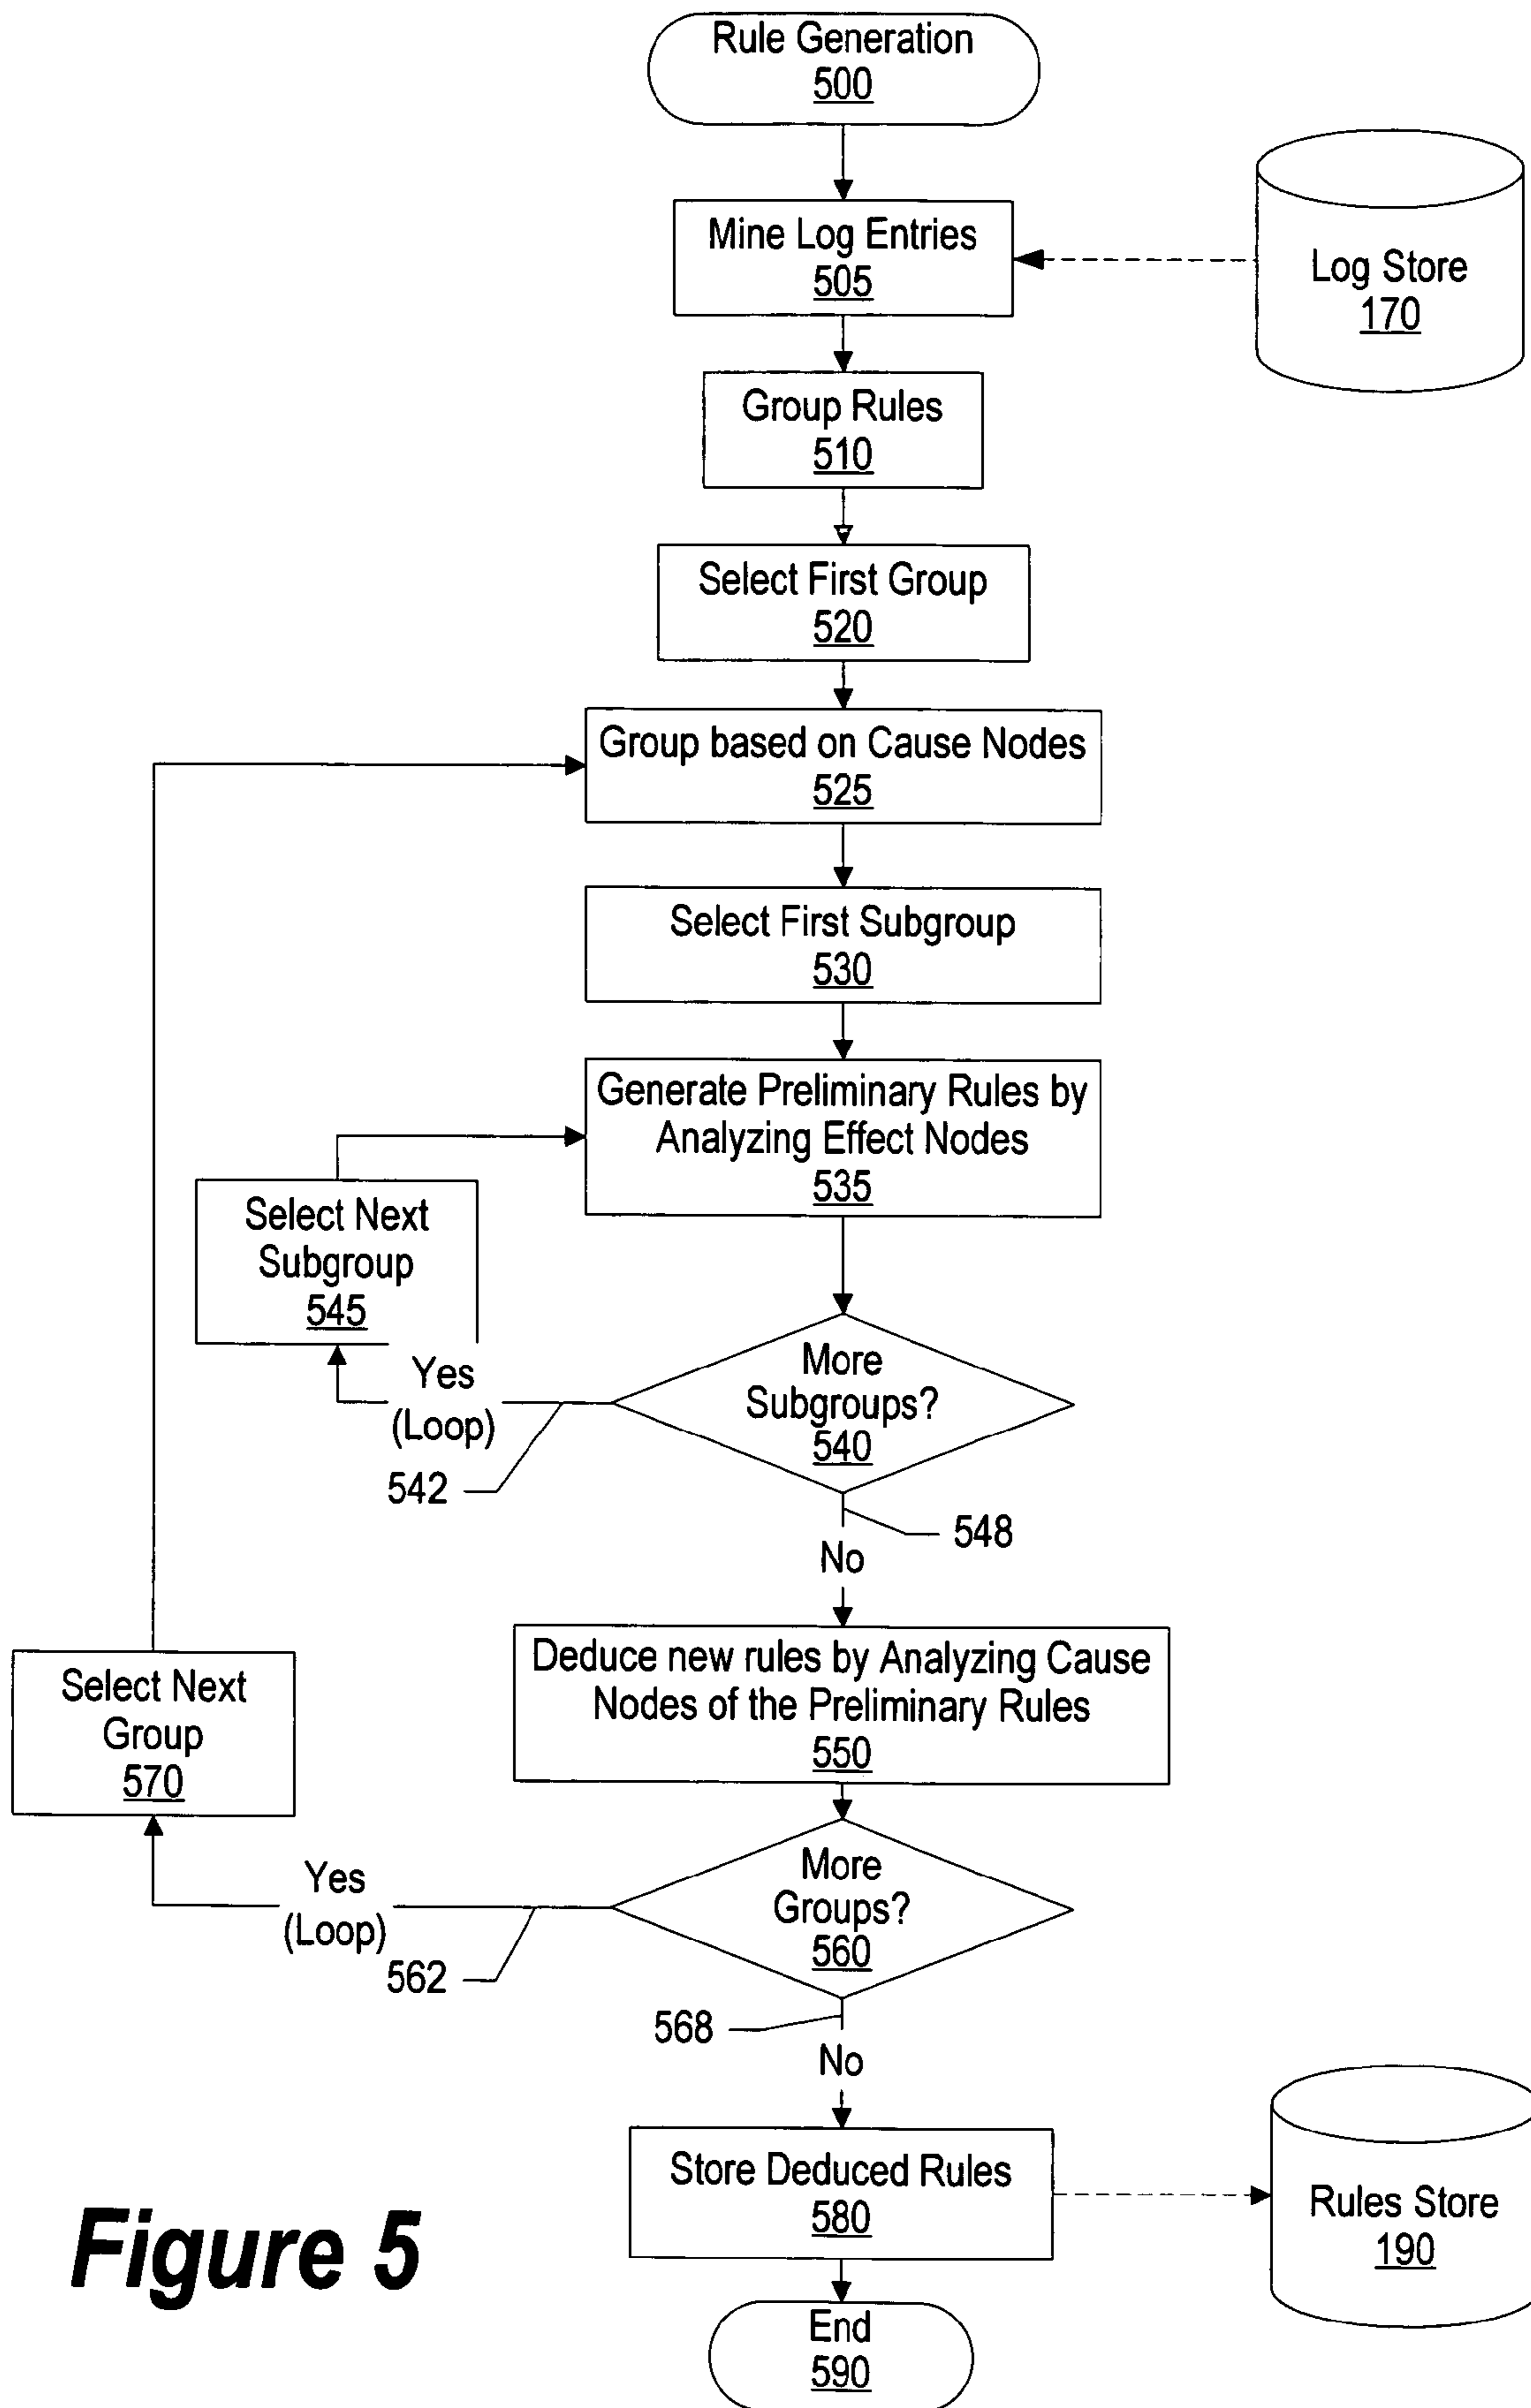 Rule Generation
500
Mine Log Entries
505
Log Store
170
Group Rules
510
Select First Group
520
Group based on Cause Nodes
525
Select First Subgroup
530
Generate Preliminary Rules by
Analyzing Effect Nodes
535
Select Next
Subgroup
545
Yes
(Loop)
542
More
Subgroups?
540
548
No
Deduce new rules by Analyzing Cause
Nodes of the Preliminary Rules
550
Select Next
Group
570
Yes
(Loop)
562
More
Groups?
560
568
No
Store Deduced Rules
580
Rules Store
190
End
590
Figure 5